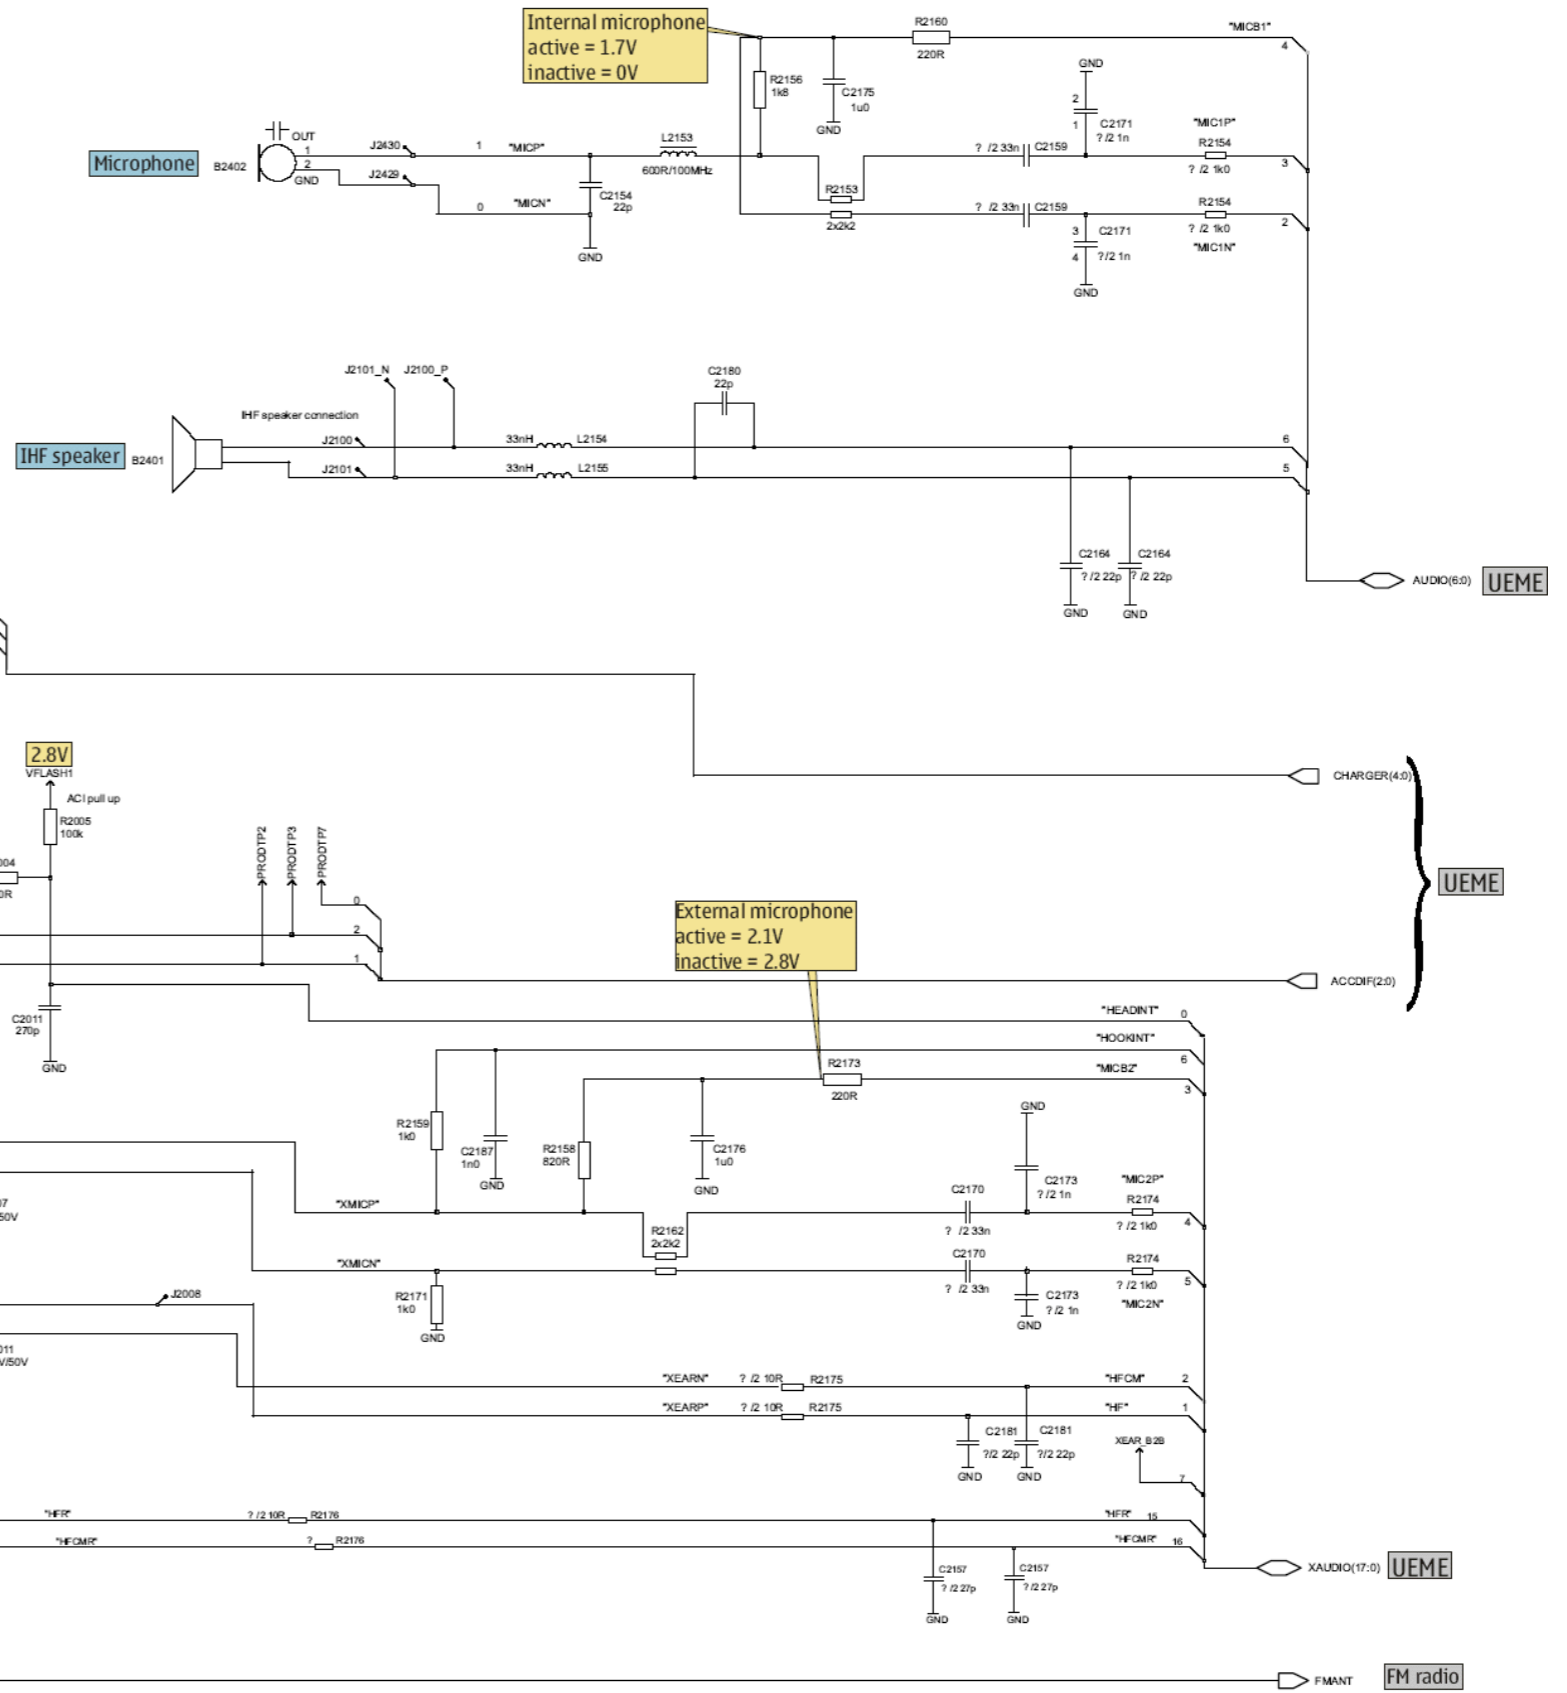 Internal microphone
active = 1.7V
inactive = 0V
R2160
220R
"MICB1"
4
R2156
1k8
C2175
1u0
GND
GND
2
1
C2171
?/2 1n
"MIC1P"
R2154
? /2 1k0
3
Microphone
B2402
OUT
1
2
GND
J2430
J2429
1
"MICP"
0
"MICN"
C2154
22p
GND
L2153
600R/100MHz
R2153
2x2k2
? /2 33n
C2159
? /2 33n
C2159
R2154
? /2 1k0
"MIC1N"
2
3
4
C2171
?/2 1n
GND
J2101_N
J2100_P
C2180
22p
IHF speaker connection
IHF speaker
B2401
J2100
J2101
33nH
L2154
33nH
L2155
6
5
C2164
?/2 22p
C2164
? /2 22p
GND
GND
AUDIO(6:0)
UEME
2.8V
VFLASH1
ACI pull up
R2005
100k
004
0R
CHARGER(4:0)
UEME
PRODTP2
PRODTP3
PRODTP7
0
2
1
External microphone
active = 2.1V
inactive = 2.8V
ACCDIF(2:0)
C2011
270p
GND
"HEADINT"
0
"HOOKINT"
6
"MICB2"
3
R2173
220R
R2159
1k0
C2187
1n0
GND
R2158
820R
C2176
1u0
GND
GND
C2173
? /2 1n
"MIC2P"
R2174
? /2 1k0
4
07
50V
"XMICP"
R2162
2x2k2
C2170
? /2 33n
"XMICN"
C2170
? /2 33n
R2174
? /2 1k0
"MIC2N"
5
C2173
? /2 1n
GND
R2171
1k0
GND
J2008
011
V/50V
"XEARN"
? /2 10R
R2175
"HFCM"
2
"XEARP"
? /2 10R
R2175
"HF"
1
C2181
?/2 22p
GND
C2181
?/2 22p
GND
XEAR_B2B
7
"HFR"
? /2 10R
R2176
"HFR"
15
"HFCMR"
?
R2176
"HFCMR"
16
C2157
? /2 27p
GND
C2157
? /2 27p
GND
XAUDIO(17:0)
UEME
FMANT
FM radio